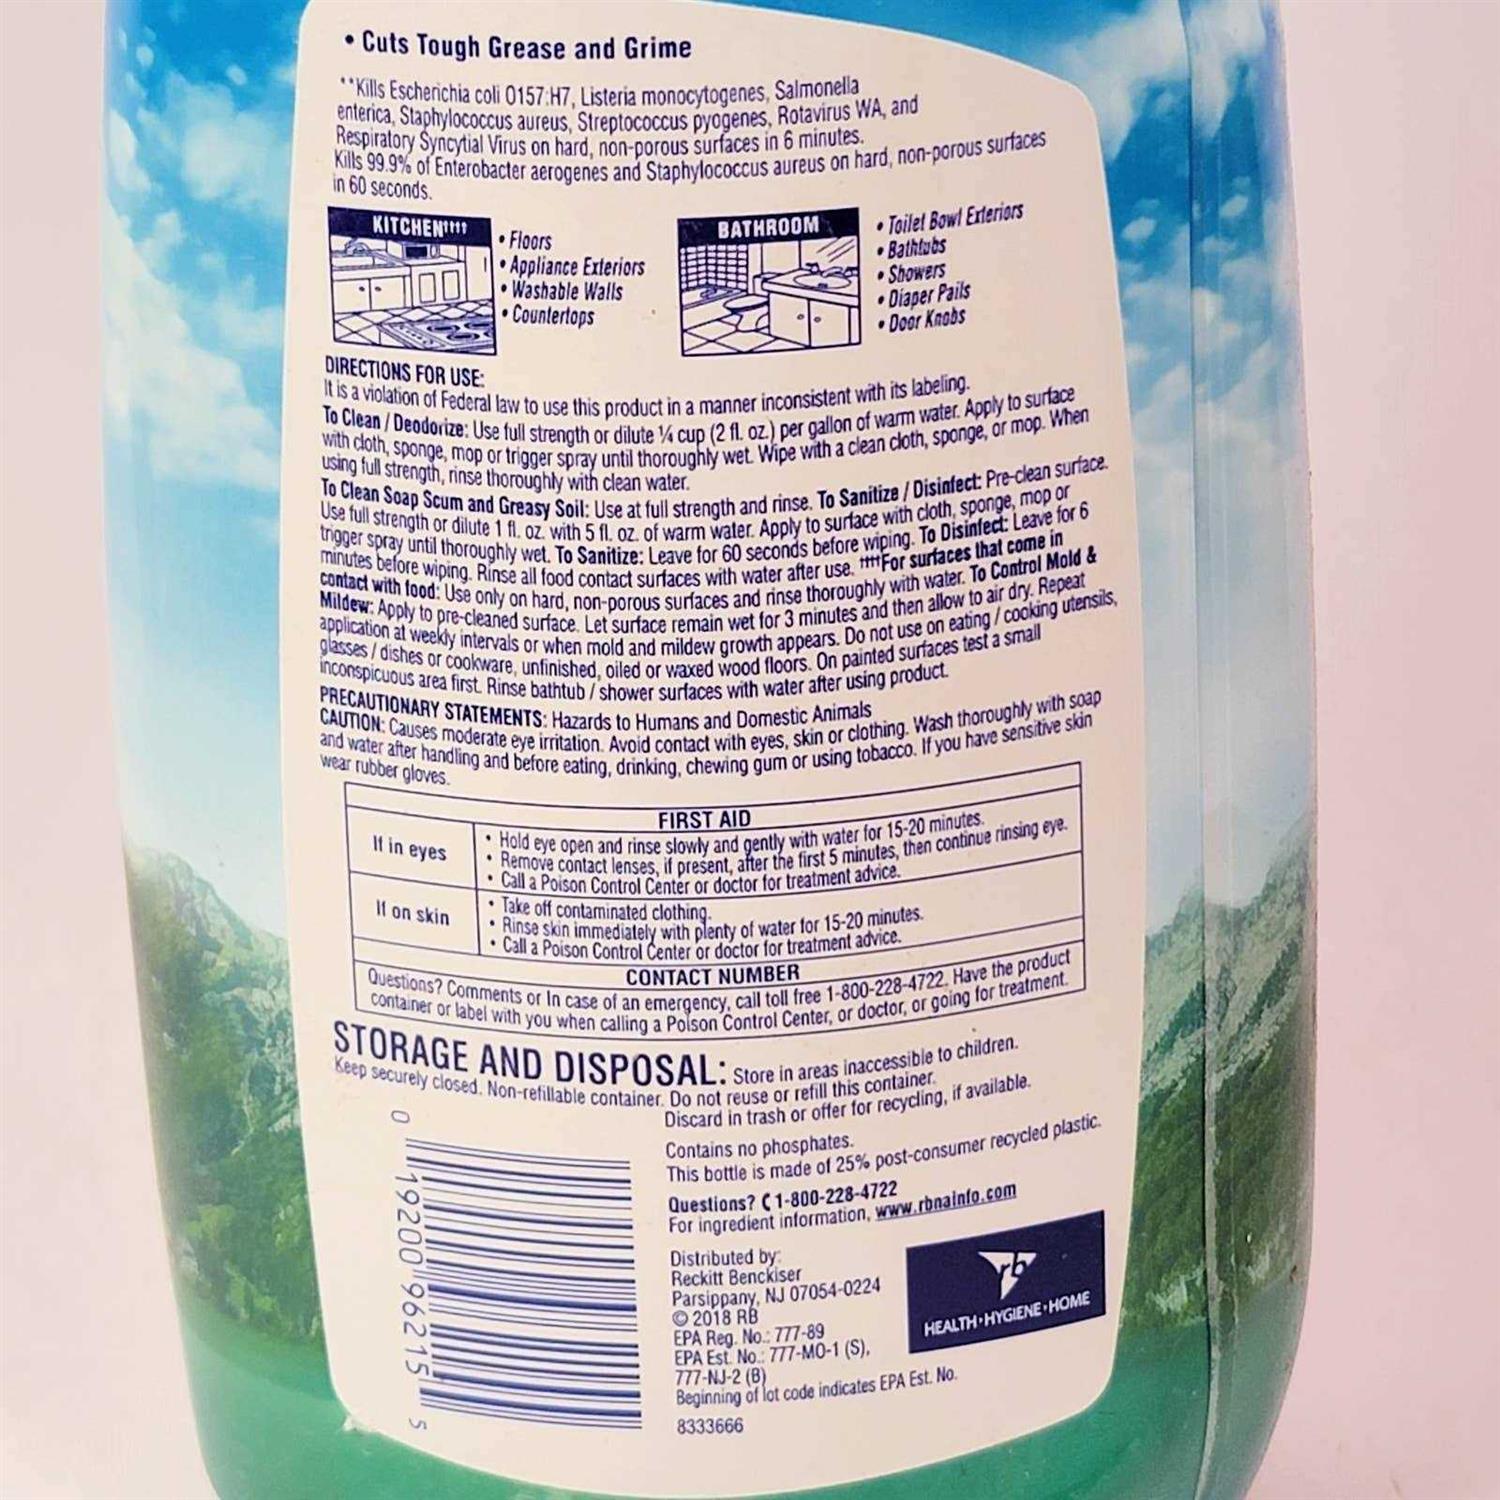 • Cuts Tough Grease and Grime
**Kills Escherichia coli O157:H7, Listeria monocytogenes, Salmonella
enterica, Staphylococcus aureus, Streptococcus pyogenes, Rotavirus WA, and
Respiratory Syncytial Virus on hard, non-porous surfaces in 6 minutes.
Kills 99.9% of Enterobacter aerogenes and Staphylococcus aureus on hard, non-porous surfaces
in 60 seconds.
KITCHEN††††
• Floors
• Appliance Exteriors
• Washable Walls
• Countertops
BATHROOM
• Toilet Bowl Exteriors
• Bathtubs
• Showers
• Diaper Pails
• Door Knobs
DIRECTIONS FOR USE:
It is a violation of Federal law to use this product in a manner inconsistent with its labeling.
To Clean / Deodorize: Use full strength or dilute ¼ cup (2 fl. oz.) per gallon of warm water. Apply to surface
with cloth, sponge, mop or trigger spray until thoroughly wet. Wipe with a clean cloth, sponge, or mop. When
using full strength, rinse thoroughly with clean water.
To Clean Soap Scum and Greasy Soil: Use at full strength and rinse. To Sanitize / Disinfect: Pre-clean surface.
Use full strength or dilute 1 fl. oz. with 5 fl. oz. of warm water. Apply to surface with cloth, sponge, mop or
trigger spray until thoroughly wet. To Sanitize: Leave for 60 seconds before wiping. To Disinfect: Leave for 6
minutes before wiping. Rinse all food contact surfaces with water after use. ††††For surfaces that come in
contact with food: Use only on hard, non-porous surfaces and rinse thoroughly with water. To Control Mold &
Mildew: Apply to pre-cleaned surface. Let surface remain wet for 3 minutes and then allow to air dry. Repeat
application at weekly intervals or when mold and mildew growth appears. Do not use on eating / cooking utensils,
glasses / dishes or cookware, unfinished, oiled or waxed wood floors. On painted surfaces test a small
inconspicuous area first. Rinse bathtub / shower surfaces with water after using product.
PRECAUTIONARY STATEMENTS: Hazards to Humans and Domestic Animals
CAUTION: Causes moderate eye irritation. Avoid contact with eyes, skin or clothing. Wash thoroughly with soap
and water after handling and before eating, drinking, chewing gum or using tobacco. If you have sensitive skin
wear rubber gloves.
FIRST AID
If in eyes
• Hold eye open and rinse slowly and gently with water for 15-20 minutes.
• Remove contact lenses, if present, after the first 5 minutes, then continue rinsing eye.
• Call a Poison Control Center or doctor for treatment advice.
If on skin
• Take off contaminated clothing.
• Rinse skin immediately with plenty of water for 15-20 minutes.
• Call a Poison Control Center or doctor for treatment advice.
CONTACT NUMBER
Questions? Comments or In case of an emergency, call toll free 1-800-228-4722. Have the product
container or label with you when calling a Poison Control Center, or doctor, or going for treatment.
STORAGE AND DISPOSAL: Store in areas inaccessible to children.
Keep securely closed. Non-refillable container. Do not reuse or refill this container.
Discard in trash or offer for recycling, if available.
Contains no phosphates.
This bottle is made of 25% post-consumer recycled plastic.
Questions? 1-800-228-4722
For ingredient information, www.rbnainfo.com
Distributed by:
Reckitt Benckiser
Parsippany, NJ 07054-0224
© 2018 RB
EPA Reg. No.: 777-89
EPA Est. No.: 777-MO-1 (S),
777-NJ-2 (B)
Beginning of lot code indicates EPA Est. No.
8333666
rb
HEALTH • HYGIENE • HOME
0 19200 96215 5